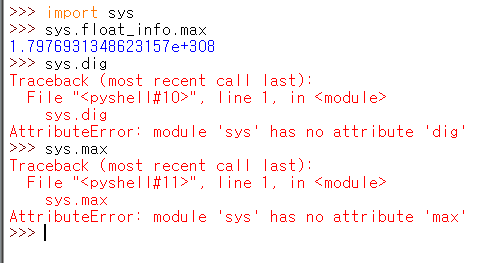 >>> import sys
>>> sys.float_info.max
1.7976931348623157e+308
>>> sys.dig
Traceback (most recent call last):
  File "<pyshell#10>", line 1, in <module>
    sys.dig
AttributeError: module 'sys' has no attribute 'dig'
>>> sys.max
Traceback (most recent call last):
  File "<pyshell#11>", line 1, in <module>
    sys.max
AttributeError: module 'sys' has no attribute 'max'
>>>